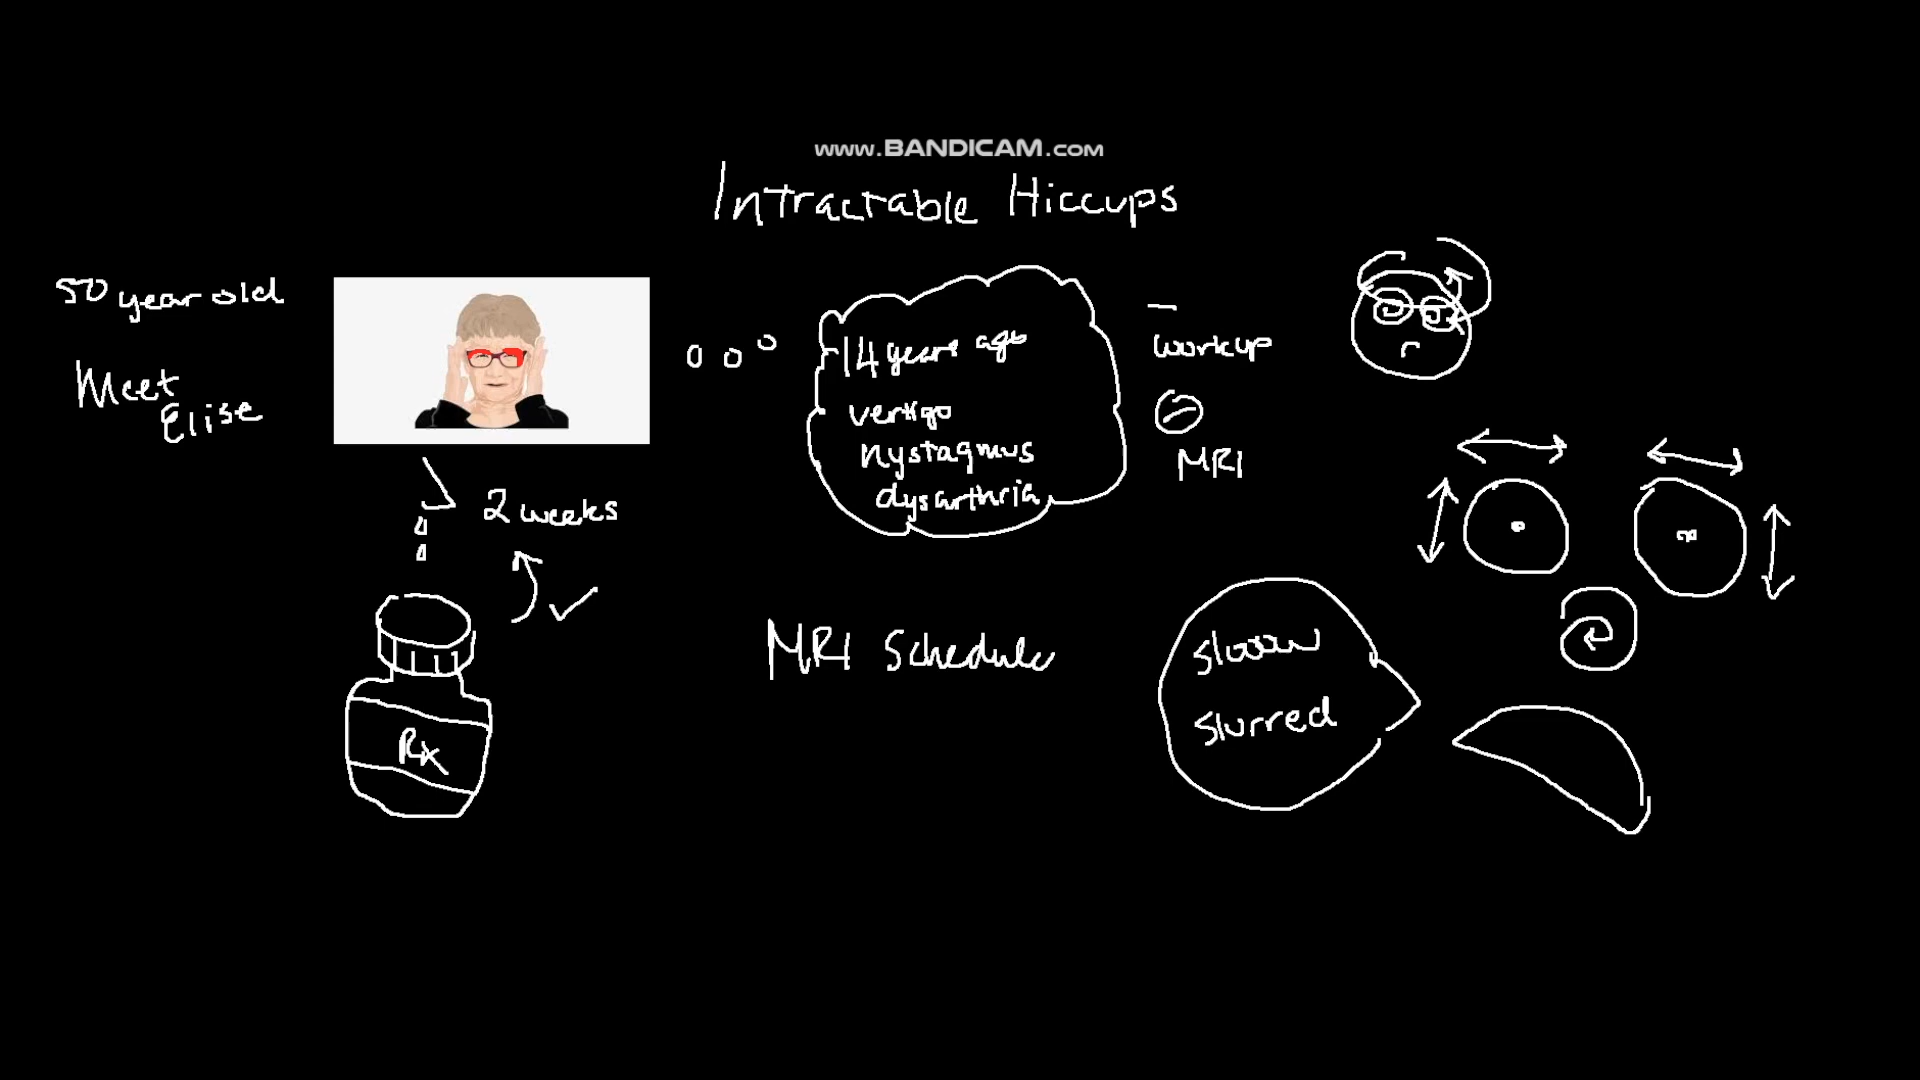 www.BANDICAM.com
Intractable Hiccups
50 year old
Meet
Elise
14 years ago
vertigo
nystagmus
dysarthria
workup
MRI
2 weeks
Rx
MRI Schedule
slooow
slurred